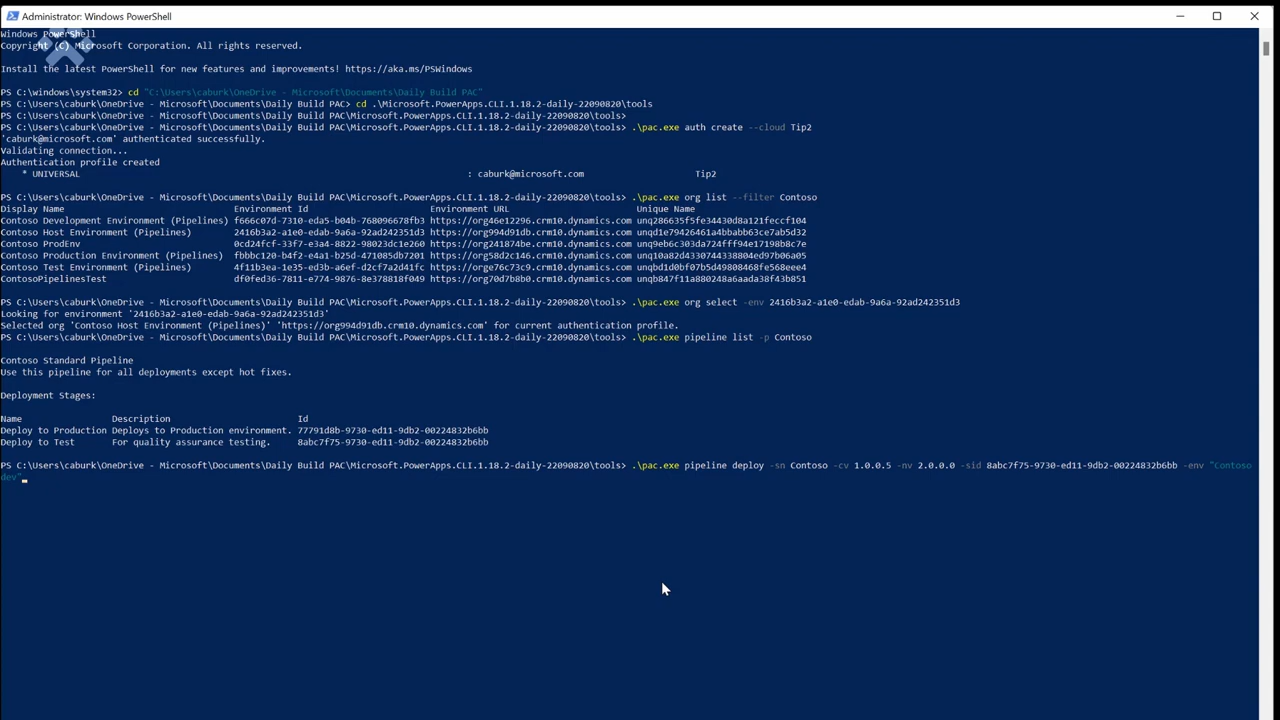 Administrator: Windows PowerShell
Windows PowerShell
Copyright (C) Microsoft Corporation. All rights reserved.
Install the latest PowerShell for new features and improvements! https://aka.ms/PSWindows
PS C:\windows\system32> cd "C:\Users\caburk\OneDrive - Microsoft\Documents\Daily Build PAC"
PS C:\Users\caburk\OneDrive - Microsoft\Documents\Daily Build PAC> cd .\Microsoft.PowerApps.CLI.1.18.2-daily-22090820\tools
PS C:\Users\caburk\OneDrive - Microsoft\Documents\Daily Build PAC\Microsoft.PowerApps.CLI.1.18.2-daily-22090820\tools>
PS C:\Users\caburk\OneDrive - Microsoft\Documents\Daily Build PAC\Microsoft.PowerApps.CLI.1.18.2-daily-22090820\tools> .\pac.exe auth create --cloud Tip2
'caburk@microsoft.com' authenticated successfully.
Validating connection...
Authentication profile created
* UNIVERSAL : caburk@microsoft.com Tip2
PS C:\Users\caburk\OneDrive - Microsoft\Documents\Daily Build PAC\Microsoft.PowerApps.CLI.1.18.2-daily-22090820\tools> .\pac.exe org list --filter Contoso
Display Name Environment Id Environment URL Unique Name
Contoso Development Environment (Pipelines) f666c07d-7310-eda5-b04b-768096678fb3 https://org46e12296.crm10.dynamics.com unq286635f5fe34430d8a121feccf104
Contoso Host Environment (Pipelines) 2416b3a2-a1e0-edab-9a6a-92ad242351d3 https://org994d91db.crm10.dynamics.com unqd1e79426461a4bbabb63ce7ab5d32
Contoso ProdEnv 0cd24fcf-33f7-e3a4-8822-98023dc1e260 https://org241874be.crm10.dynamics.com unq9eb6c303da724fff94e17198b8c7e
Contoso Production Environment (Pipelines) fbbbc120-b4f2-e4a1-b25d-471085db7201 https://org58d2c146.crm10.dynamics.com unq10a82d4330744338804ed97b06a05
Contoso Test Environment (Pipelines) 4f11b3ea-1e35-ed3b-a6ef-d2cf7a2d41fc https://orge76c73c9.crm10.dynamics.com unqbd1d0bf07b5d49808468fe568eee4
ContosoPipelinesTest df0fed36-7811-e774-9876-8e378818f049 https://org70d7b8b0.crm10.dynamics.com unqb847f11a880248a6aada38f43b851
PS C:\Users\caburk\OneDrive - Microsoft\Documents\Daily Build PAC\Microsoft.PowerApps.CLI.1.18.2-daily-22090820\tools> .\pac.exe org select -env 2416b3a2-a1e0-edab-9a6a-92ad242351d3
Looking for environment '2416b3a2-a1e0-edab-9a6a-92ad242351d3'
Selected org 'Contoso Host Environment (Pipelines)' 'https://org994d91db.crm10.dynamics.com' for current authentication profile.
PS C:\Users\caburk\OneDrive - Microsoft\Documents\Daily Build PAC\Microsoft.PowerApps.CLI.1.18.2-daily-22090820\tools> .\pac.exe pipeline list -p Contoso
Contoso Standard Pipeline
Use this pipeline for all deployments except hot fixes.
Deployment Stages:
Name Description Id
Deploy to Production Deploys to Production environment. 77791d8b-9730-ed11-9db2-00224832b6bb
Deploy to Test For quality assurance testing. 8abc7f75-9730-ed11-9db2-00224832b6bb
PS C:\Users\caburk\OneDrive - Microsoft\Documents\Daily Build PAC\Microsoft.PowerApps.CLI.1.18.2-daily-22090820\tools> .\pac.exe pipeline deploy -sn Contoso -cv 1.0.0.5 -nv 2.0.0.0 -sid 8abc7f75-9730-ed11-9db2-00224832b6bb -env "Contoso
dev"